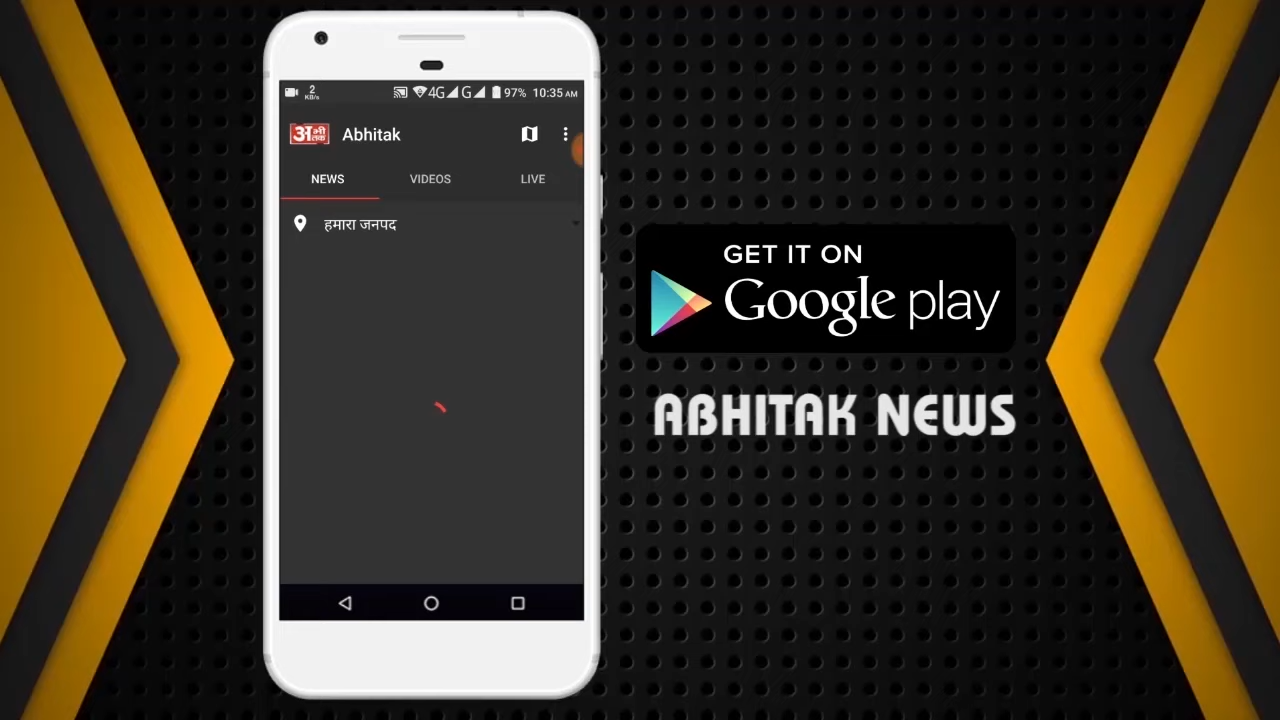 2
KB/s
4G G 97% 10:35 AM
अभी
तक
Abhitak
NEWS VIDEOS LIVE
हमारा जनपद
GET IT ON
Google play
ABHITAK NEWS